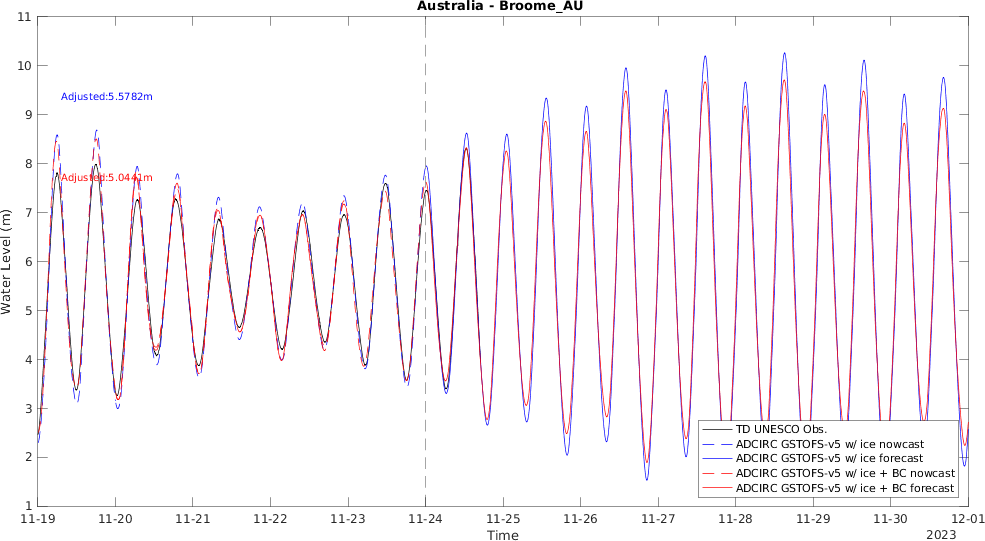 Australia - Broome_AU
11
10
9
8
7
6
5
4
3
2
1
Water Level (m)
Adjusted:5.5782m
Adjusted:5.0441m
TD UNESCO Obs.
ADCIRC GSTOFS-v5 w/ ice nowcast
ADCIRC GSTOFS-v5 w/ ice forecast
ADCIRC GSTOFS-v5 w/ ice + BC nowcast
ADCIRC GSTOFS-v5 w/ ice + BC forecast
11-19 11-20 11-21 11-22 11-23 11-24 11-25 11-26 11-27 11-28 11-29 11-30 12-01
Time
2023